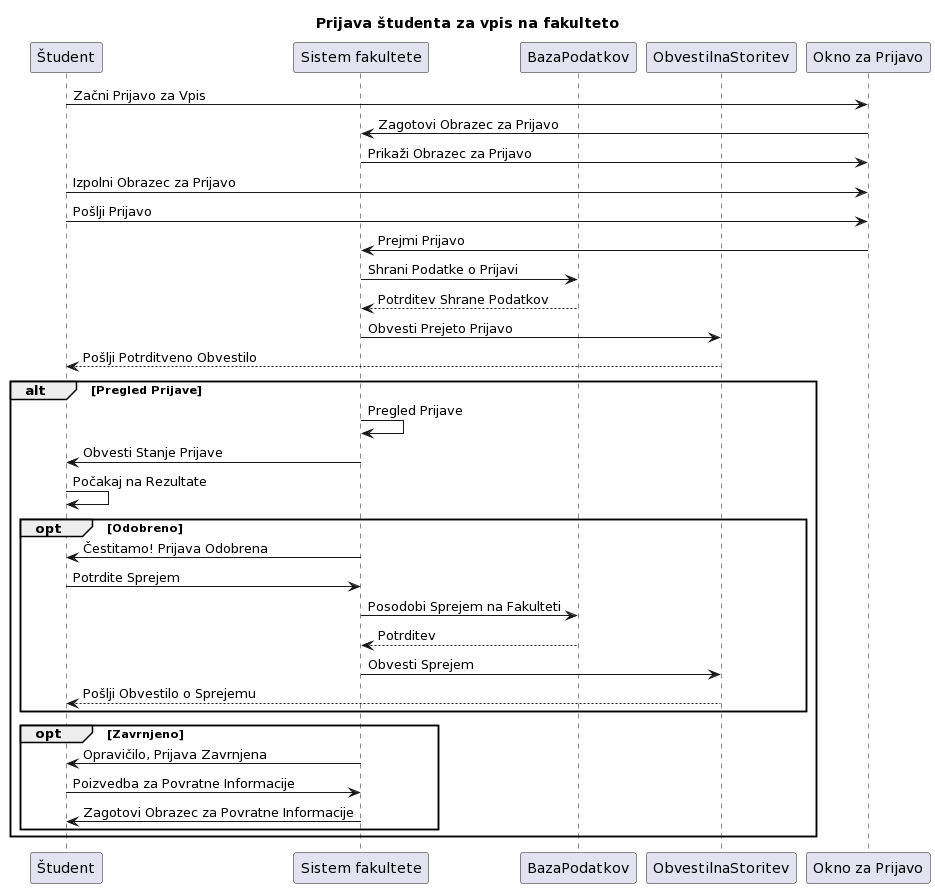 Prijava študenta za vpis na fakulteto
Študent
Sistem fakultete
BazaPodatkov
ObvestilnaStoritev
Okno za Prijavo
Začni Prijavo za Vpis
Zagotovi Obrazec za Prijavo
Prikaži Obrazec za Prijavo
Izpolni Obrazec za Prijavo
Pošlji Prijavo
Prejmi Prijavo
Shrani Podatke o Prijavi
Potrditev Shrane Podatkov
Obvesti Prejeto Prijavo
Pošlji Potrditveno Obvestilo
alt [Pregled Prijave]
Pregled Prijave
Obvesti Stanje Prijave
Počakaj na Rezultate
opt [Odobreno]
Čestitamo! Prijava Odobrena
Potrdite Sprejem
Posodobi Sprejem na Fakulteti
Potrditev
Obvesti Sprejem
Pošlji Obvestilo o Sprejemu
opt [Zavrnjeno]
Opravičilo, Prijava Zavrnjena
Poizvedba za Povratne Informacije
Zagotovi Obrazec za Povratne Informacije
Študent
Sistem fakultete
BazaPodatkov
ObvestilnaStoritev
Okno za Prijavo